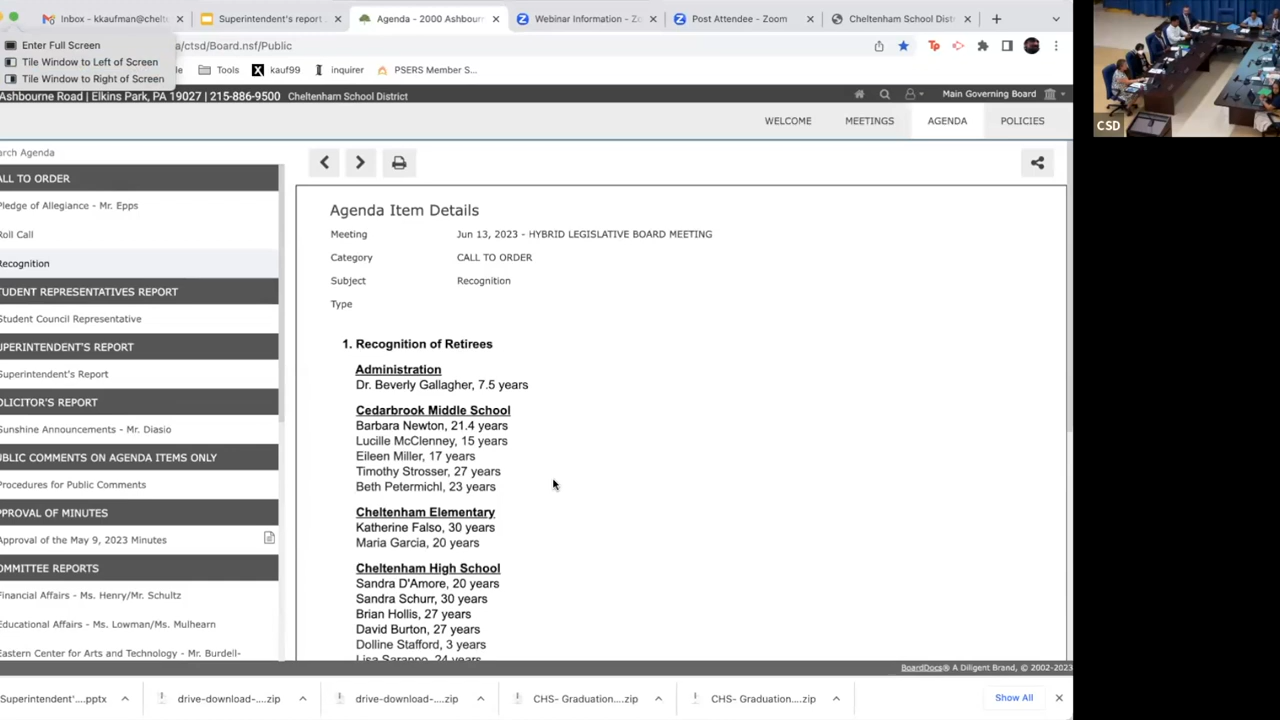 Inbox - kkaufman@chelt
Superintendent's report
Agenda - 2000 Ashbour
Webinar Information - Zo
Post Attendee - Zoom
Cheltenham School Distr
Enter Full Screen
Tile Window to Left of Screen
Tile Window to Right of Screen
a/ctsd/Board.nsf/Public
Tools
kauf99
inquirer
PSERS Member S...
Ashbourne Road | Elkins Park, PA 19027 | 215-886-9500 Cheltenham School District
Main Governing Board
WELCOME
MEETINGS
AGENDA
POLICIES
arch Agenda
ALL TO ORDER
Pledge of Allegiance - Mr. Epps
Roll Call
Recognition
TUDENT REPRESENTATIVES REPORT
Student Council Representative
UPERINTENDENT'S REPORT
Superintendent's Report
OLICITOR'S REPORT
Sunshine Announcements - Mr. Diasio
UBLIC COMMENTS ON AGENDA ITEMS ONLY
Procedures for Public Comments
PPROVAL OF MINUTES
Approval of the May 9, 2023 Minutes
OMMITTEE REPORTS
Financial Affairs - Ms. Henry/Mr. Schultz
Educational Affairs - Ms. Lowman/Ms. Mulhearn
Eastern Center for Arts and Technology - Mr. Burdell-
Agenda Item Details
Meeting Jun 13, 2023 - HYBRID LEGISLATIVE BOARD MEETING
Category CALL TO ORDER
Subject Recognition
Type
1. Recognition of Retirees
Administration
Dr. Beverly Gallagher, 7.5 years
Cedarbrook Middle School
Barbara Newton, 21.4 years
Lucille McClenney, 15 years
Eileen Miller, 17 years
Timothy Strosser, 27 years
Beth Petermichl, 23 years
Cheltenham Elementary
Katherine Falso, 30 years
Maria Garcia, 20 years
Cheltenham High School
Sandra D'Amore, 20 years
Sandra Schurr, 30 years
Brian Hollis, 27 years
David Burton, 27 years
Dolline Stafford, 3 years
Lisa Sarappo, 24 years
BoardDocs® A Diligent Brand, © 2002-2023
Superintendent'....pptx
drive-download-....zip
drive-download-....zip
CHS- Graduation....zip
CHS- Graduation....zip
Show All
CSD